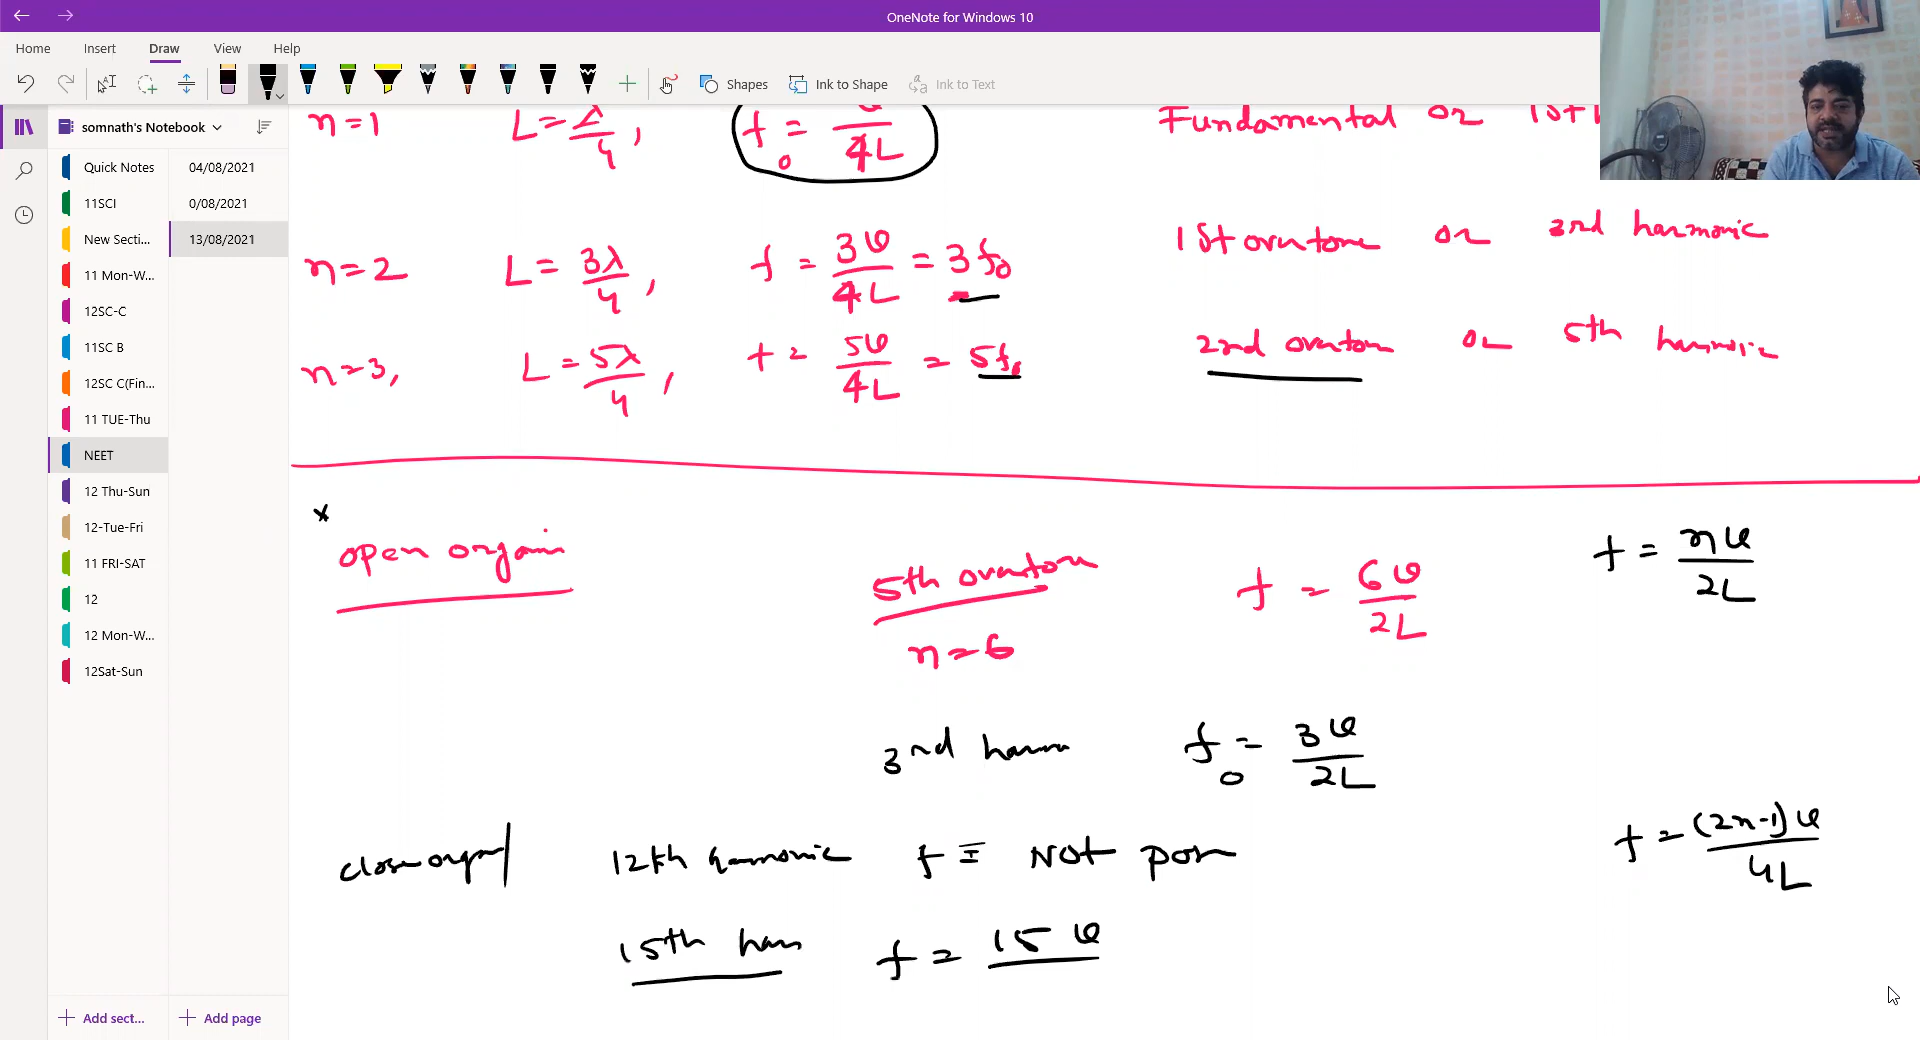 OneNote for Windows 10
Home Insert Draw View Help
Shapes Ink to Shape Ink to Text
somnath's Notebook
Quick Notes
11SCI
New Secti...
11 Mon-W...
12SC-C
11SC B
12SC C(Fin...
11 TUE-Thu
NEET
12 Thu-Sun
12-Tue-Fri
11 FRI-SAT
12
12 Mon-W...
12Sat-Sun
Add sect...
04/08/2021
0/08/2021
13/08/2021
Add page
n=1 L=λ/4, f₀ = v/4L Fundamental or 1st
n=2 L=3λ/4, f = 3v/4L = 3f₀ 1st overtone or 3rd harmonic
n=3, L=5λ/4, f = 5v/4L = 5f₀ 2nd overton or 5th harmonic
*
open organ 5th overtone f = 6v/2L f = nv/2L
n=6
3rd harm f₀ = 3v/2L
close organ 12th harmonic f = Not poss f = (2n-1)v/4L
15th harm f = 15v